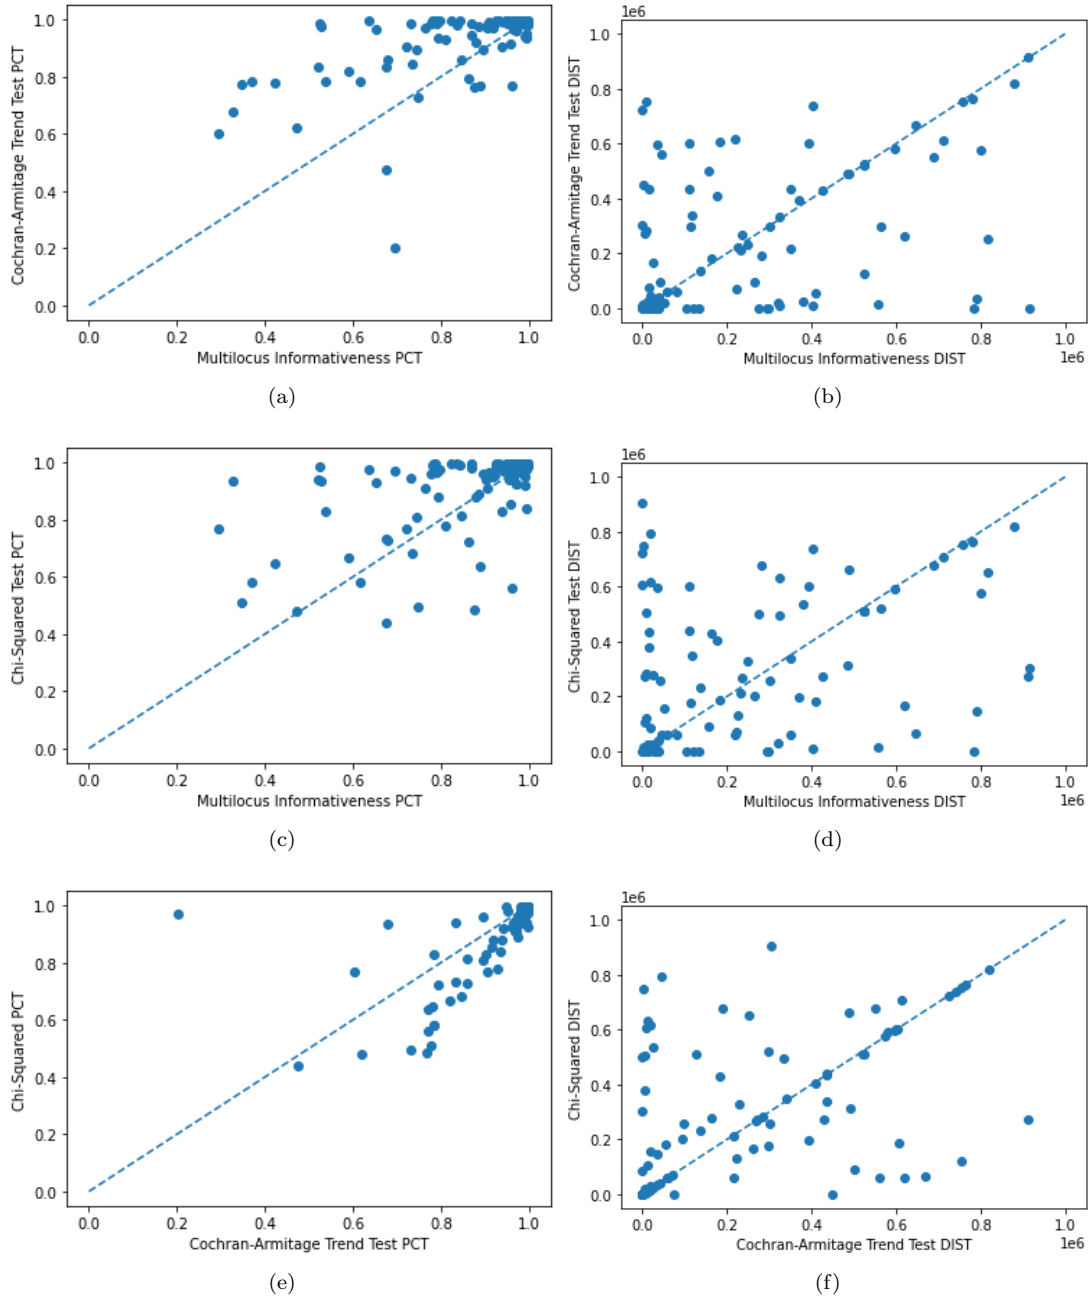 1.0
0.8
0.6
0.4
0.2
0.0
Cochran-Armitage Trend Test PCT
0.0 0.2 0.4 0.6 0.8 1.0
Multilocus Informativeness PCT
(a)
1e6
1.0
0.8
0.6
0.4
0.2
0.0
Cochran-Armitage Trend Test DIST
0.0 0.2 0.4 0.6 0.8 1.0
1e6
Multilocus Informativeness DIST
(b)
1.0
0.8
0.6
0.4
0.2
0.0
Chi-Squared Test PCT
0.0 0.2 0.4 0.6 0.8 1.0
Multilocus Informativeness PCT
(c)
1e6
1.0
0.8
0.6
0.4
0.2
0.0
Chi-Squared Test DIST
0.0 0.2 0.4 0.6 0.8 1.0
1e6
Multilocus Informativeness DIST
(d)
1.0
0.8
0.6
0.4
0.2
0.0
Chi-Squared PCT
0.0 0.2 0.4 0.6 0.8 1.0
Cochran-Armitage Trend Test PCT
(e)
1e6
1.0
0.8
0.6
0.4
0.2
0.0
Chi-Squared DIST
0.0 0.2 0.4 0.6 0.8 1.0
1e6
Cochran-Armitage Trend Test DIST
(f)